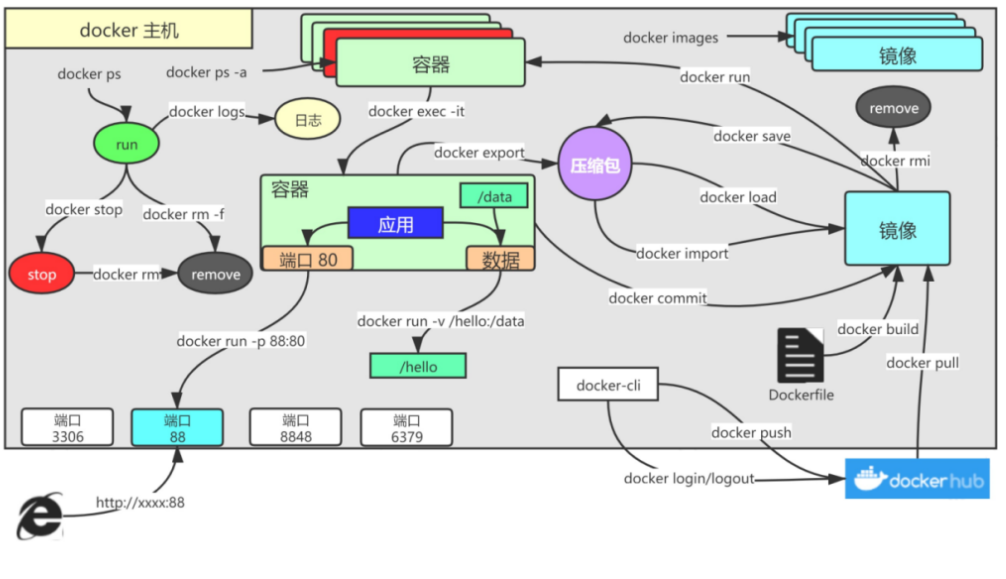 docker 主机
容器
docker images
镜像
docker ps
docker ps -a
docker run
docker logs
日志
docker exec -it
remove
run
docker save
docker export
压缩包
docker rmi
容器
/data
docker load
docker stop
docker rm -f
应用
镜像
stop
docker rm
remove
端口 80
数据
docker import
docker commit
docker run -v /hello:/data
docker build
docker run -p 88:80
/hello
docker pull
docker-cli
Dockerfile
端口
3306
端口
88
端口
8848
端口
6379
docker push
docker login/logout
dockerhub
http://xxxx:88